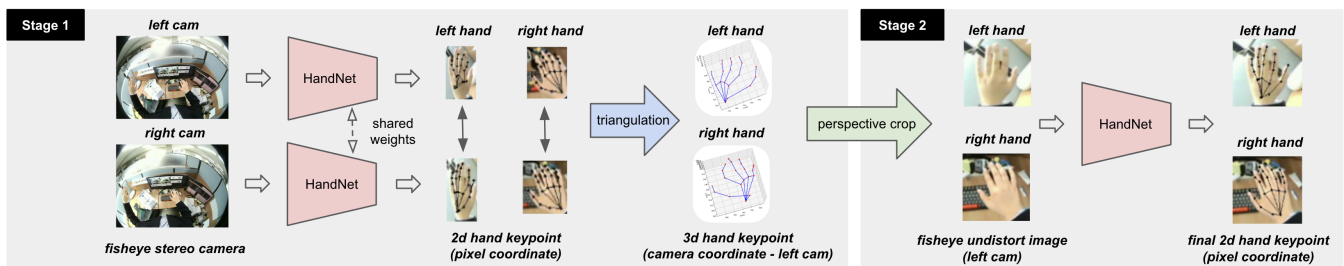 Stage 1
left cam
HandNet
right cam
HandNet
shared
weights
fisheye stereo camera
left hand
right hand
2d hand keypoint
(pixel coordinate)
triangulation
left hand
right hand
3d hand keypoint
(camera coordinate - left cam)
perspective crop
Stage 2
left hand
right hand
fisheye undistort image
(left cam)
HandNet
left hand
right hand
final 2d hand keypoint
(pixel coordinate)